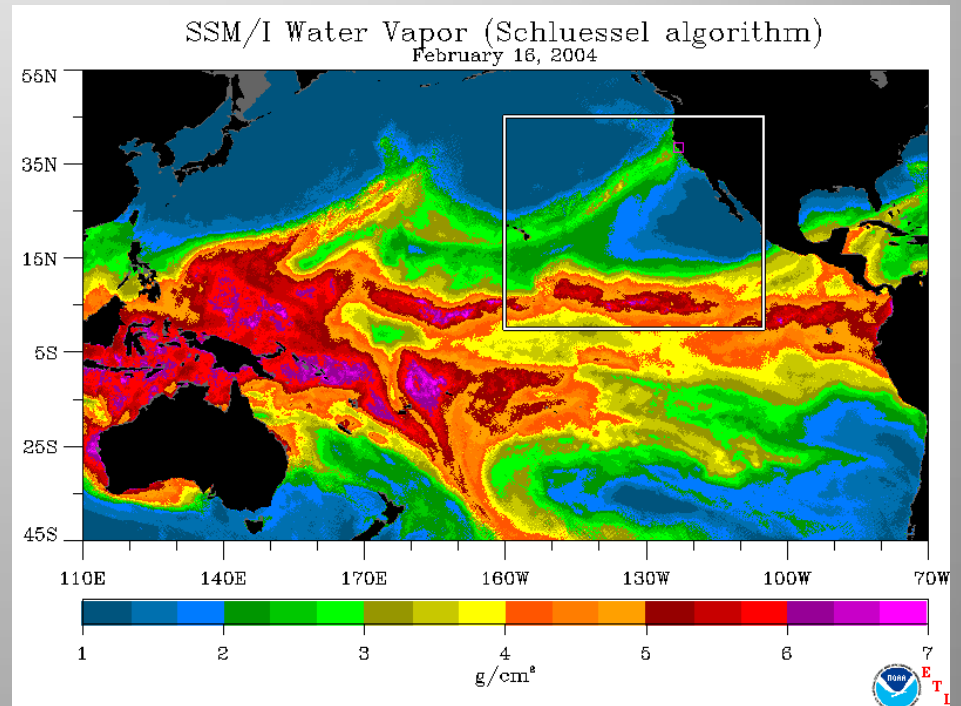 SSM/I Water Vapor (Schluessel algorithm)
February 16, 2004
55N
35N
15N
5S
25S
45S
110E 140E 170E 160W 130W 100W 70W
1 2 3 4 5 6 7
g/cm²
NOAA
E
T
L